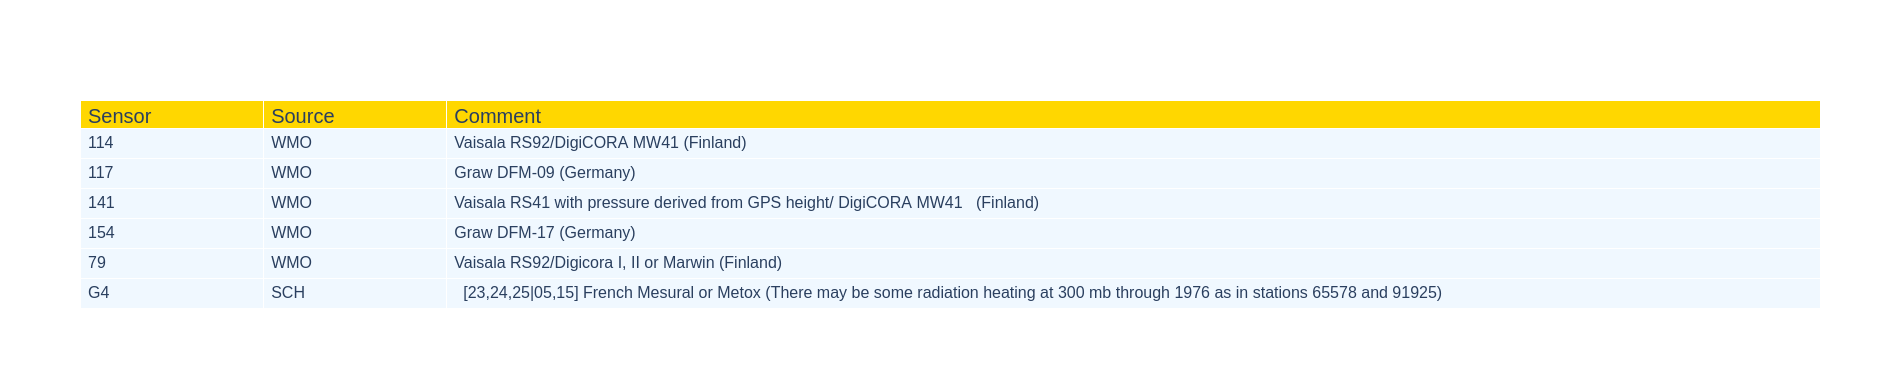 Sensor Source Comment
114 WMO Vaisala RS92/DigiCORA MW41 (Finland)
117 WMO Graw DFM-09 (Germany)
141 WMO Vaisala RS41 with pressure derived from GPS height/ DigiCORA MW41   (Finland)
154 WMO Graw DFM-17 (Germany)
79 WMO Vaisala RS92/Digicora I, II or Marwin (Finland)
G4 SCH [23,24,25|05,15] French Mesural or Metox (There may be some radiation heating at 300 mb through 1976 as in stations 65578 and 91925)